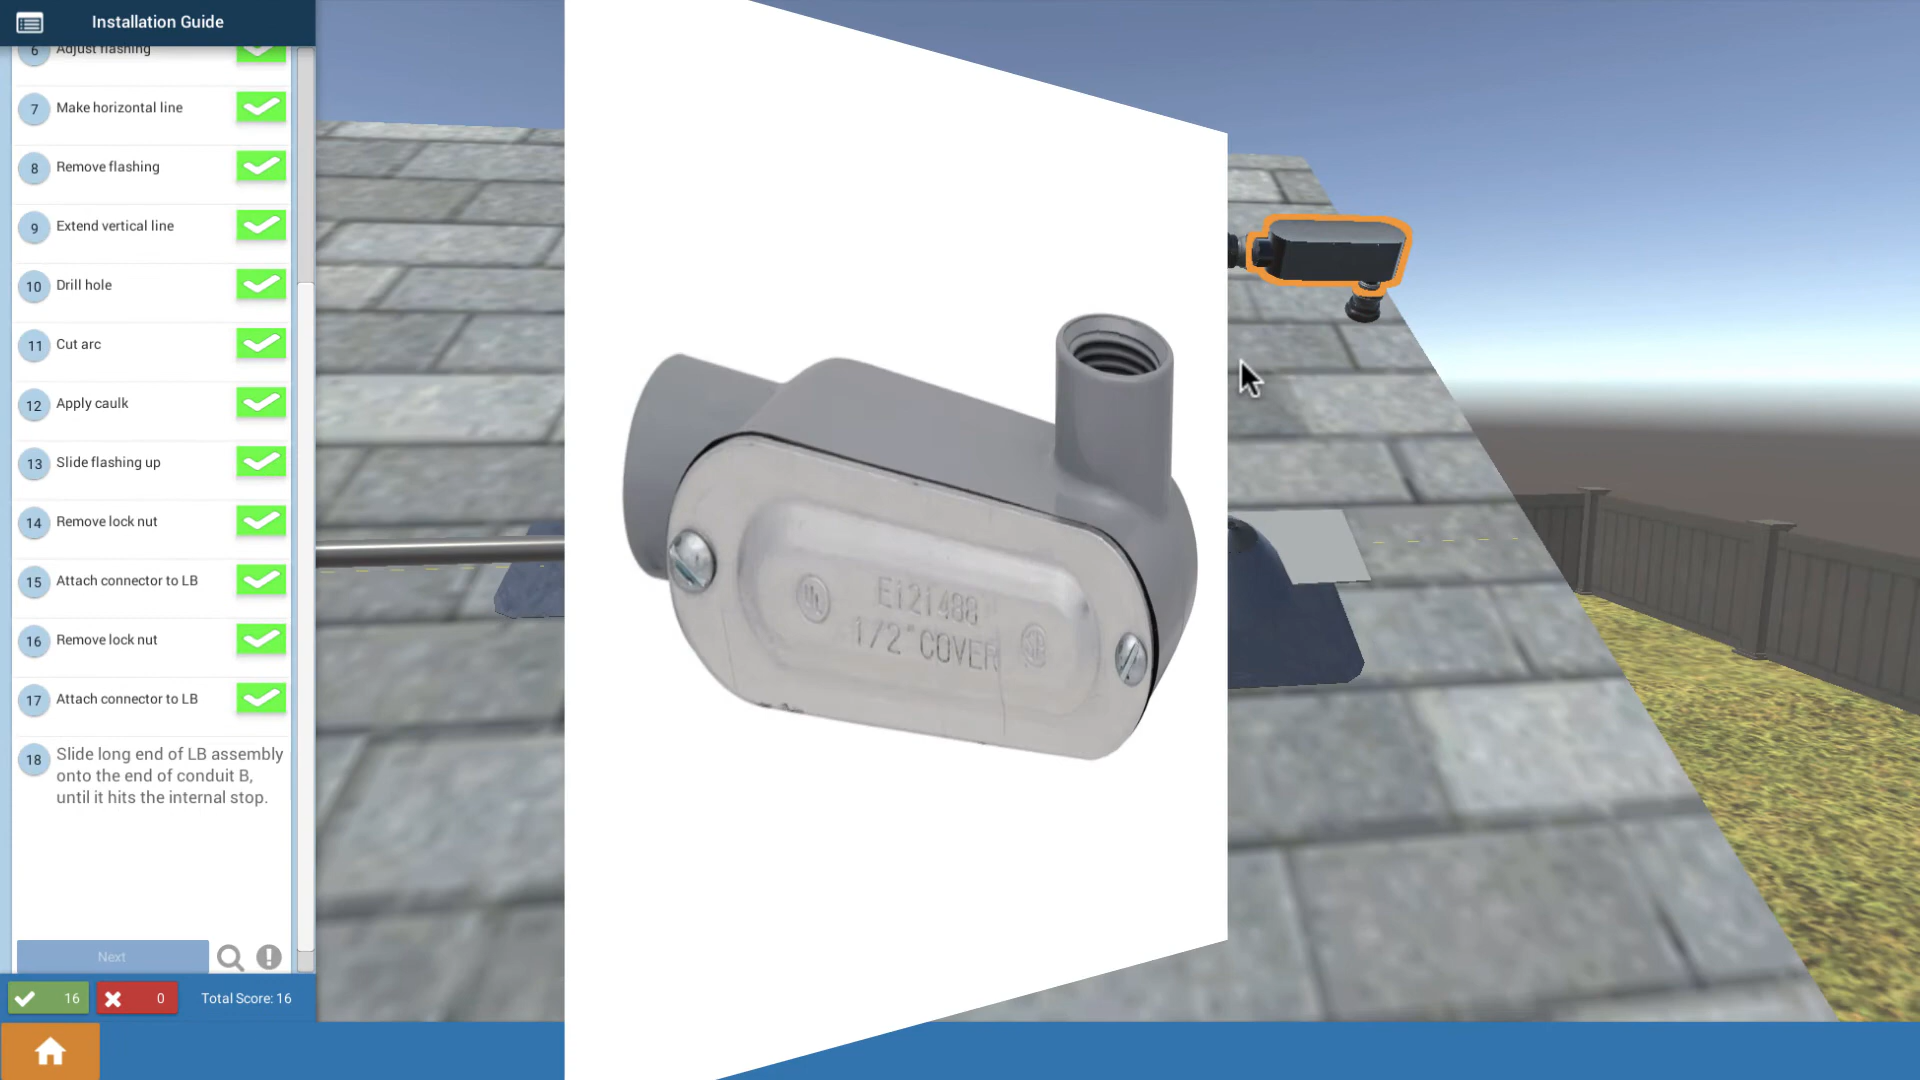 Installation Guide
6 Adjust flashing
7 Make horizontal line
8 Remove flashing
9 Extend vertical line
10 Drill hole
11 Cut arc
12 Apply caulk
13 Slide flashing up
14 Remove lock nut
15 Attach connector to LB
16 Remove lock nut
17 Attach connector to LB
18 Slide long end of LB assembly
onto the end of conduit B,
until it hits the internal stop.
Next
16 0 Total Score: 16
1/2" COVER